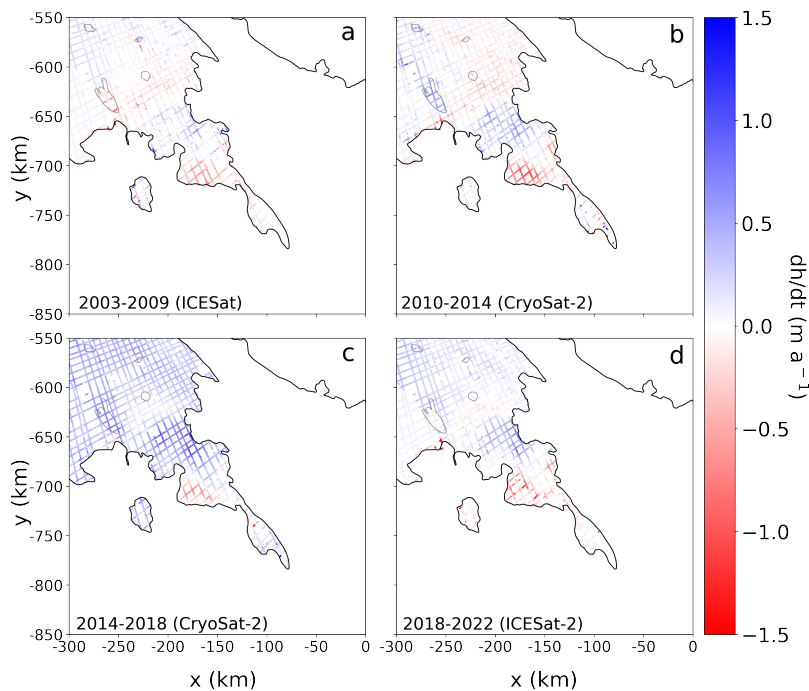 a
b
-550
-600
-650
-700
-750
-800
-850
y (km)
2003-2009 (ICESat)
2010-2014 (CryoSat-2)
c
d
-550
-600
-650
-700
-750
-800
-850
y (km)
2014-2018 (CryoSat-2)
2018-2022 (ICESat-2)
-300 -250 -200 -150 -100 -50 0
-300 -250 -200 -150 -100 -50 0
x (km)
x (km)
1.5
1.0
0.5
0.0
−0.5
−1.0
−1.5
dh/dt (m a⁻¹)